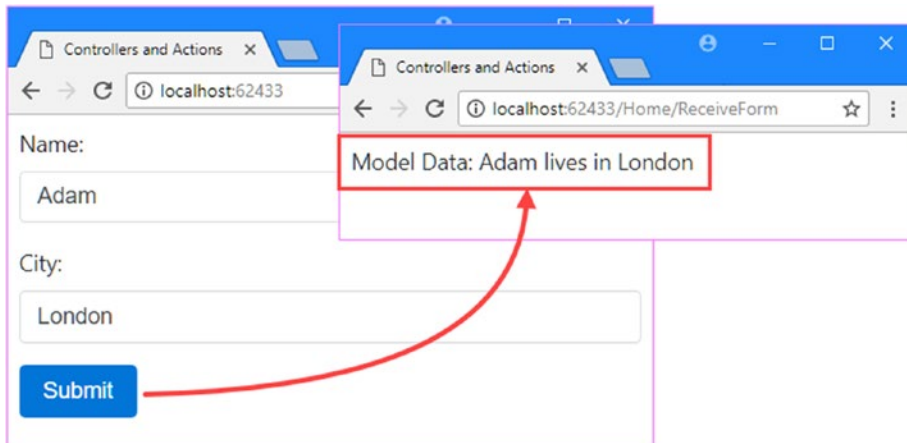 Controllers and Actions
localhost:62433
Name:
Adam
City:
London
Submit
Controllers and Actions
localhost:62433/Home/ReceiveForm
Model Data: Adam lives in London